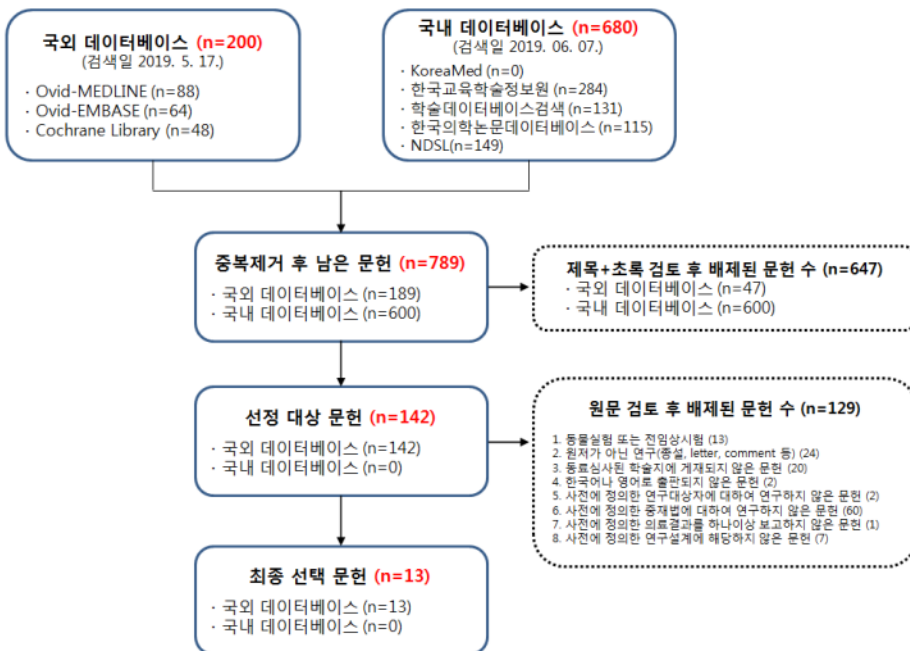 국외 데이터베이스 (n=200)
(검색일 2019. 5. 17.)
· Ovid-MEDLINE (n=88)
· Ovid-EMBASE (n=64)
· Cochrane Library (n=48)
국내 데이터베이스 (n=680)
(검색일 2019. 06. 07.)
· KoreaMed (n=0)
· 한국교육학술정보원 (n=284)
· 학술데이터베이스검색 (n=131)
· 한국의학논문데이터베이스 (n=115)
· NDSL(n=149)
중복제거 후 남은 문헌 (n=789)
· 국외 데이터베이스 (n=189)
· 국내 데이터베이스 (n=600)
제목+초록 검토 후 배제된 문헌 수 (n=647)
· 국외 데이터베이스 (n=47)
· 국내 데이터베이스 (n=600)
선정 대상 문헌 (n=142)
· 국외 데이터베이스 (n=142)
· 국내 데이터베이스 (n=0)
원문 검토 후 배제된 문헌 수 (n=129)
1. 동물실험 또는 전임상시험 (13)
2. 원저가 아닌 연구(종설, letter, comment 등) (24)
3. 동료심사된 학술지에 게재되지 않은 문헌 (20)
4. 한국어나 영어로 출판되지 않은 문헌 (2)
5. 사전에 정의한 연구대상자에 대하여 연구하지 않은 문헌 (2)
6. 사전에 정의한 중재법에 대하여 연구하지 않은 문헌 (60)
7. 사전에 정의한 의료결과를 하나이상 보고하지 않은 문헌 (1)
8. 사전에 정의한 연구설계에 해당하지 않은 문헌 (7)
최종 선택 문헌 (n=13)
· 국외 데이터베이스 (n=13)
· 국내 데이터베이스 (n=0)